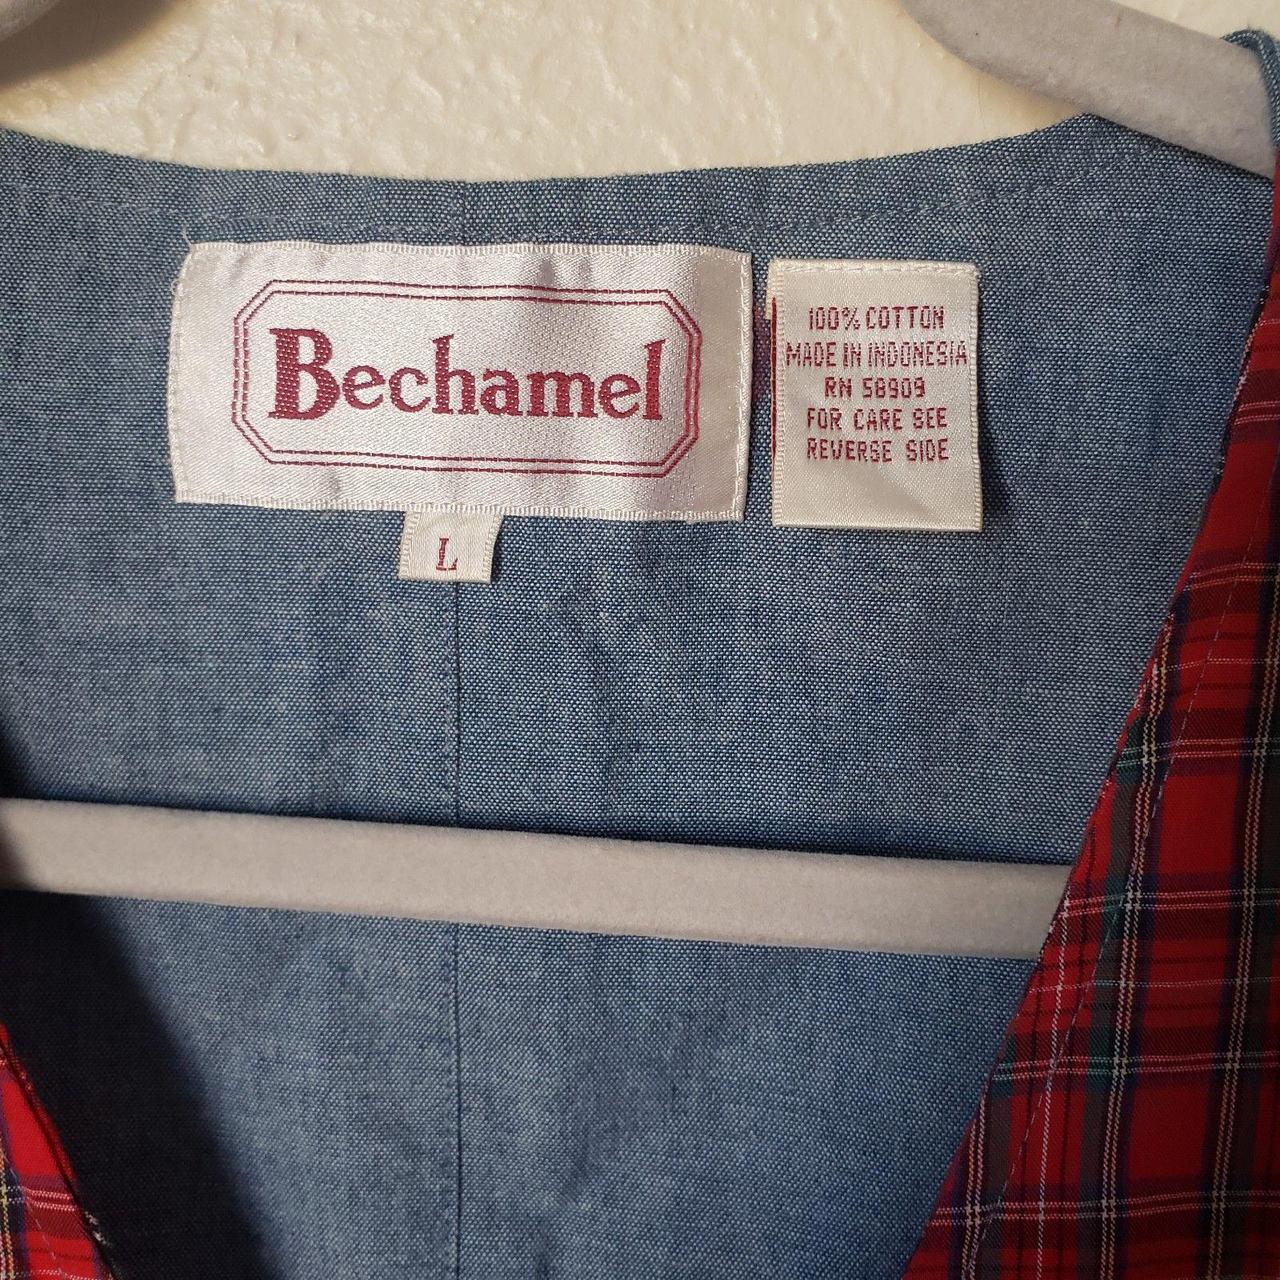 Bechamel
L
100% COTTON
MADE IN INDONESIA
RN 58909
FOR CARE SEE
REVERSE SIDE